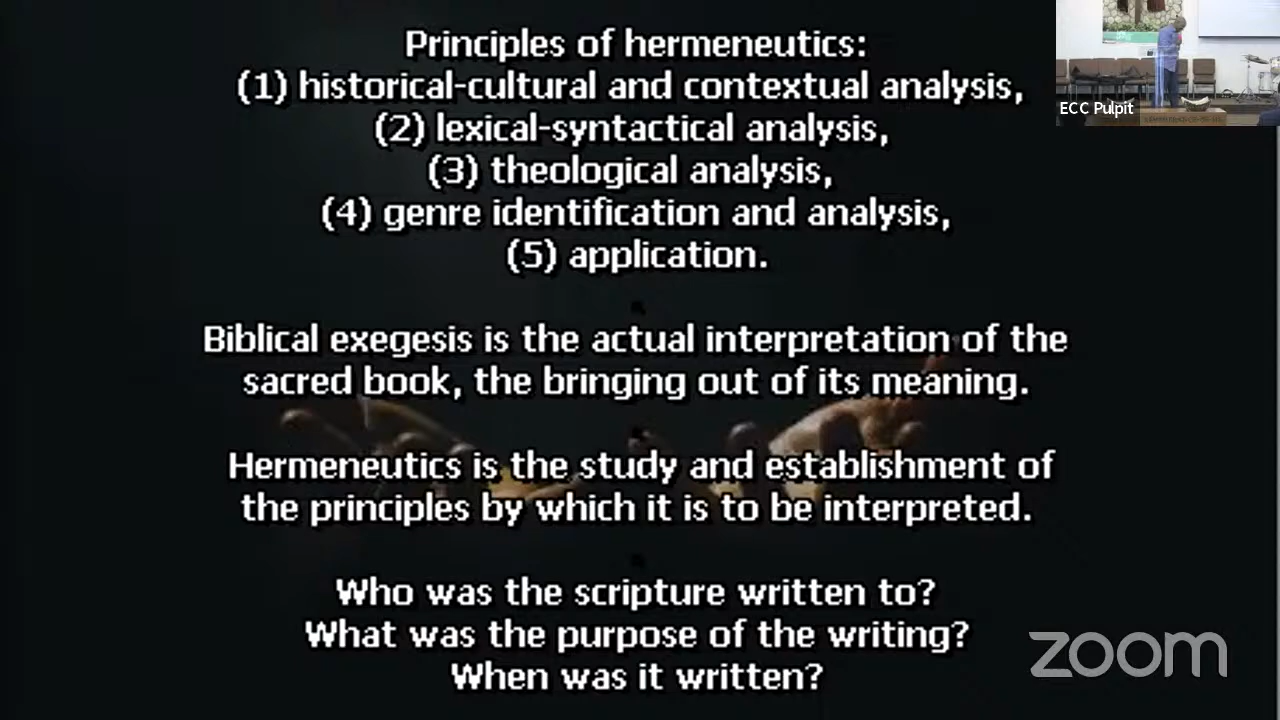 Principles of hermeneutics:
(1) historical-cultural and contextual analysis,
(2) lexical-syntactical analysis,
(3) theological analysis,
(4) genre identification and analysis,
(5) application.
Biblical exegesis is the actual interpretation of the
sacred book, the bringing out of its meaning.
Hermeneutics is the study and establishment of
the principles by which it is to be interpreted.
Who was the scripture written to?
What was the purpose of the writing?
When was it written?
ECC Pulpit
zoom